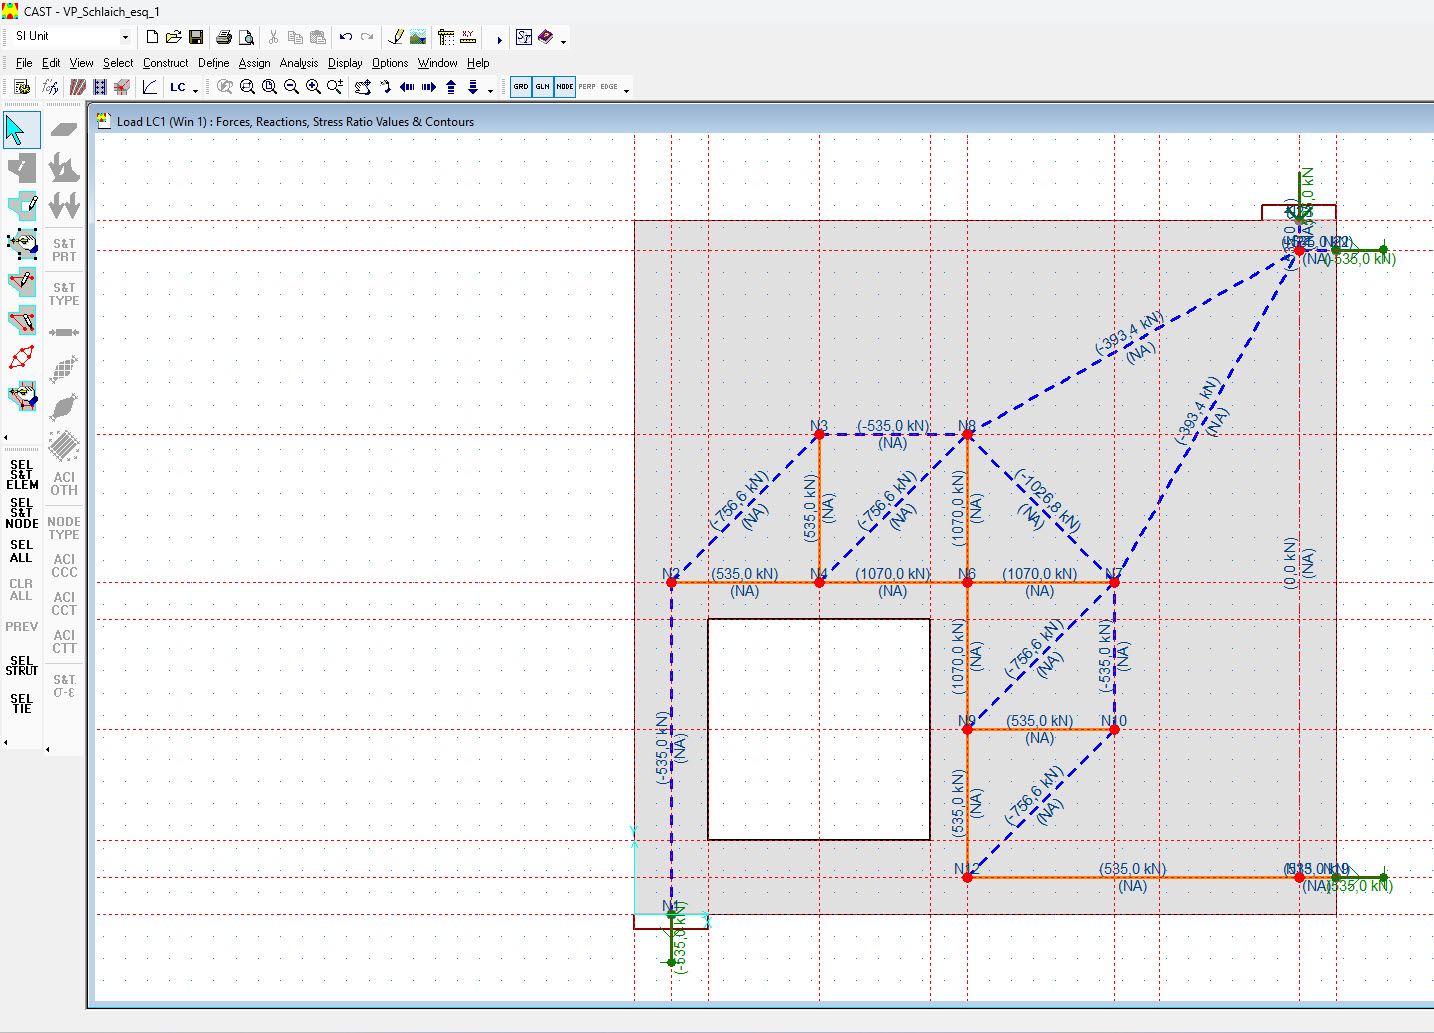 CAST - VP_Schlaich_esq_1
SI Unit
File Edit View Select Construct Define Assign Analysis Display Options Window Help
LC GRD GLN NODE PERP EDGE
Load LC1 (Win 1) : Forces, Reactions, Stress Ratio Values & Contours
S&T
PRT
S&T
TYPE
SEL
S&T
ELEM
SEL
S&T
NODE
SEL
ALL
CLR
ALL
PREV
SEL
STRUT
SEL
TIE
ACI
OTH
NODE
TYPE
ACI
CCC
ACI
CCT
ACI
CTT
S&T
σ-ε
(NA)
(-535,0 kN)
(-393,4 kN)
(NA)
(-393,4 kN)
(NA)
N3
(-535,0 kN)
(NA)
N8
(-756,6 kN)
(NA)
(535,0 kN)
(NA)
(-756,6 kN)
(NA)
(1070,0 kN)
(NA)
(-1026,8 kN)
(NA)
(0,0 kN)
(NA)
N2
(535,0 kN)
(NA)
N4
(1070,0 kN)
(NA)
N6
(1070,0 kN)
(NA)
N7
(1070,0 kN)
(NA)
(-756,6 kN)
(NA)
(-535,0 kN)
(NA)
(-535,0 kN)
(NA)
N9
(535,0 kN)
(NA)
N10
(535,0 kN)
(NA)
(-756,6 kN)
(NA)
N12
(535,0 kN)
(NA)
(NA)
(535,0 kN)
N1
(-535,0 kN)
Y
X